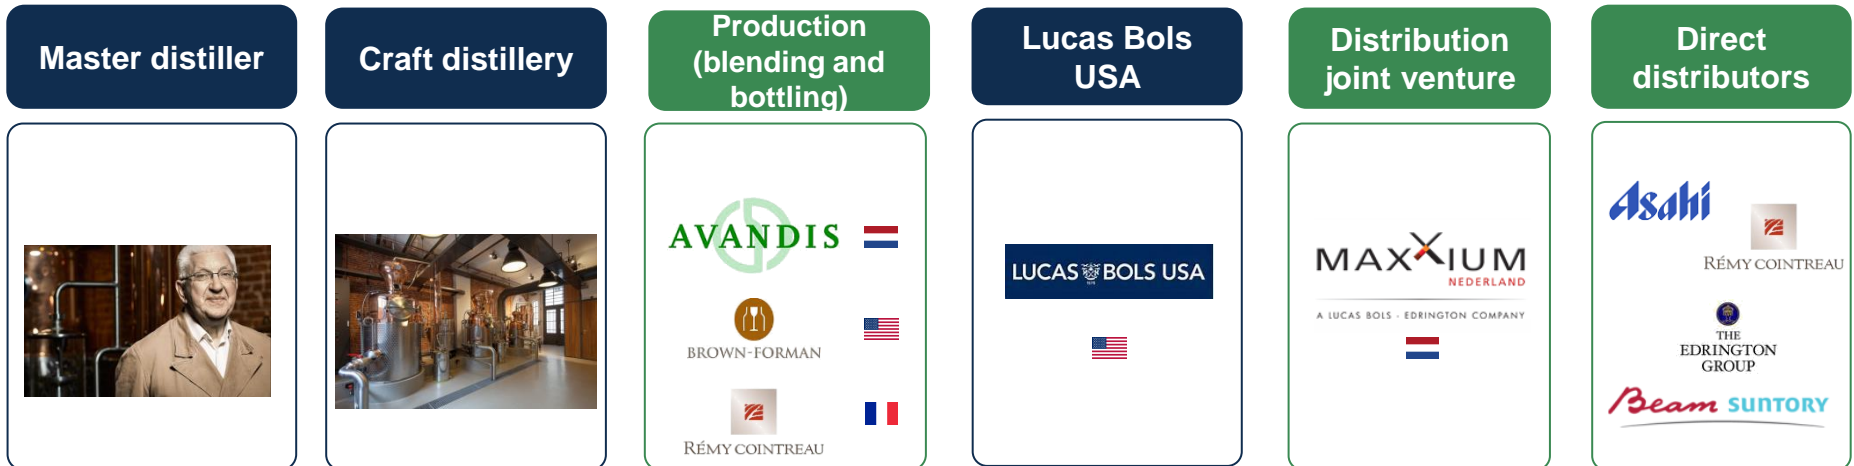 Master distiller
Craft distillery
Production
(blending and
bottling)
Lucas Bols
USA
Distribution
joint venture
Direct
distributors
AVANDIS
BROWN-FORMAN
RÉMY COINTREAU
LUCAS BOLS USA
1575
MAXXIUM
NEDERLAND
A LUCAS BOLS - EDRINGTON COMPANY
Asahi
RÉMY COINTREAU
THE
EDRINGTON
GROUP
Beam SUNTORY